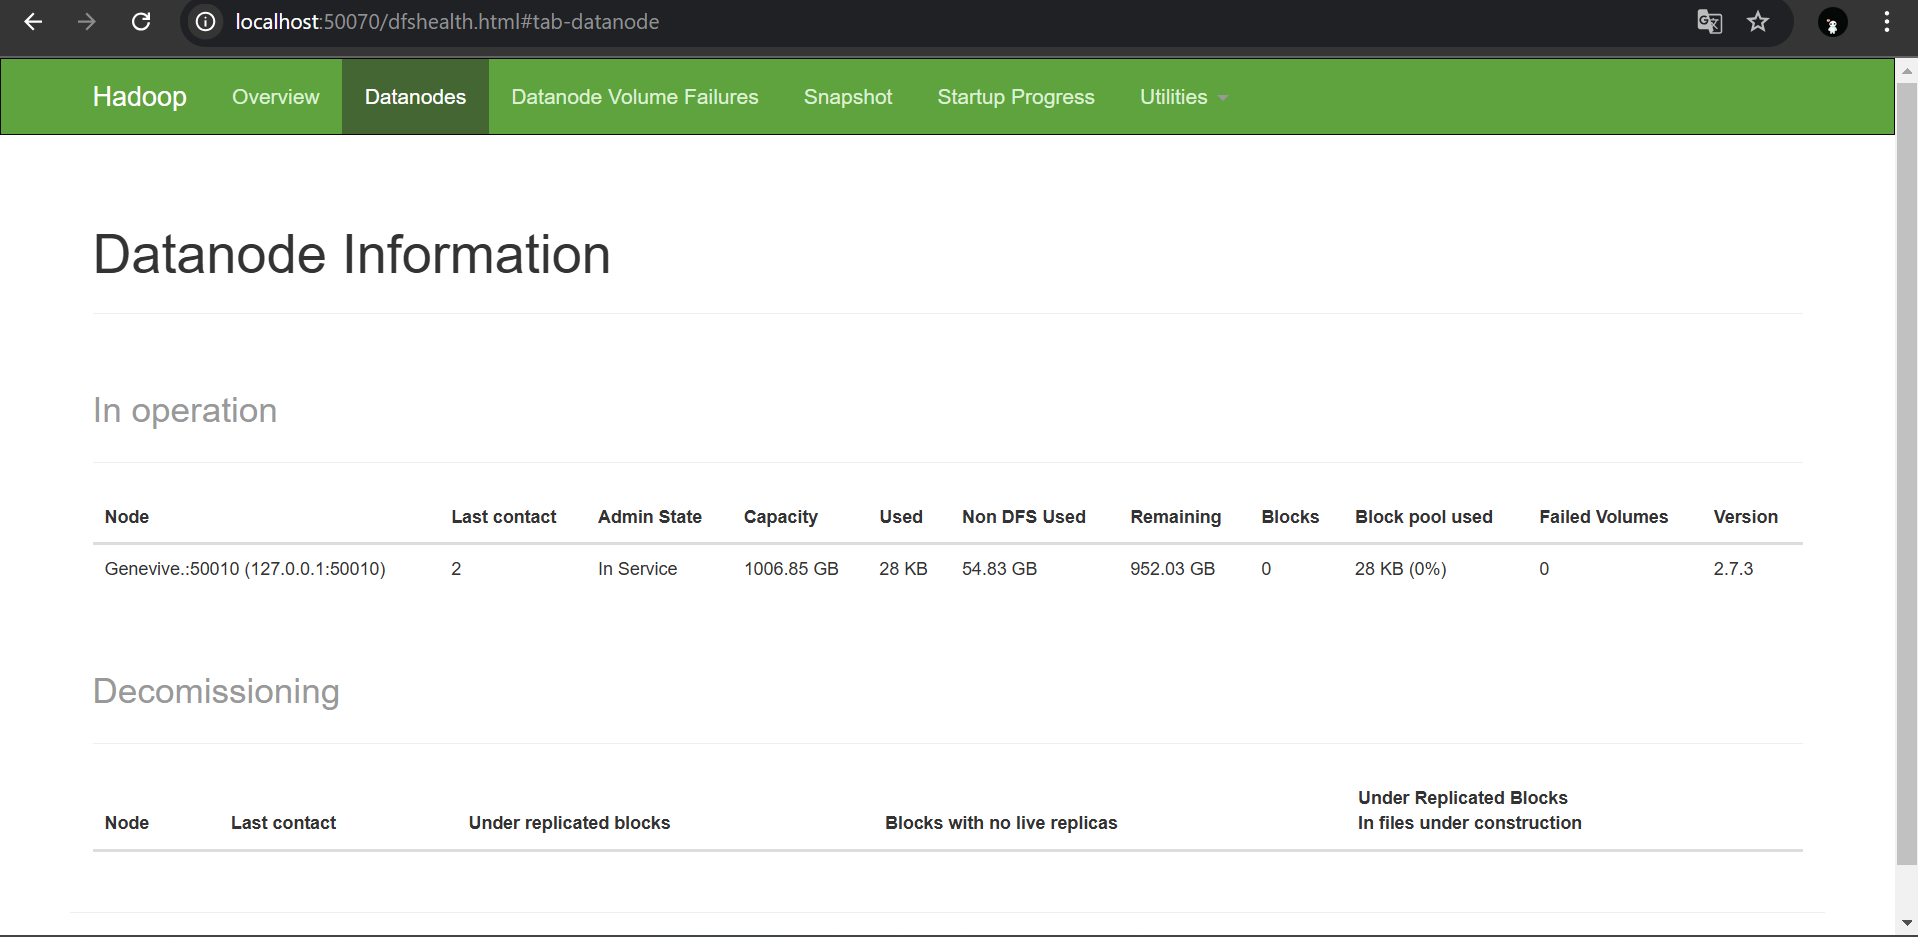 localhost:50070/dfshealth.html#tab-datanode
Hadoop Overview Datanodes Datanode Volume Failures Snapshot Startup Progress Utilities
Datanode Information
In operation
Node Last contact Admin State Capacity Used Non DFS Used Remaining Blocks Block pool used Failed Volumes Version
Genevive.:50010 (127.0.0.1:50010) 2 In Service 1006.85 GB 28 KB 54.83 GB 952.03 GB 0 28 KB (0%) 0 2.7.3
Decomissioning
Node Last contact Under replicated blocks Blocks with no live replicas Under Replicated Blocks
In files under construction